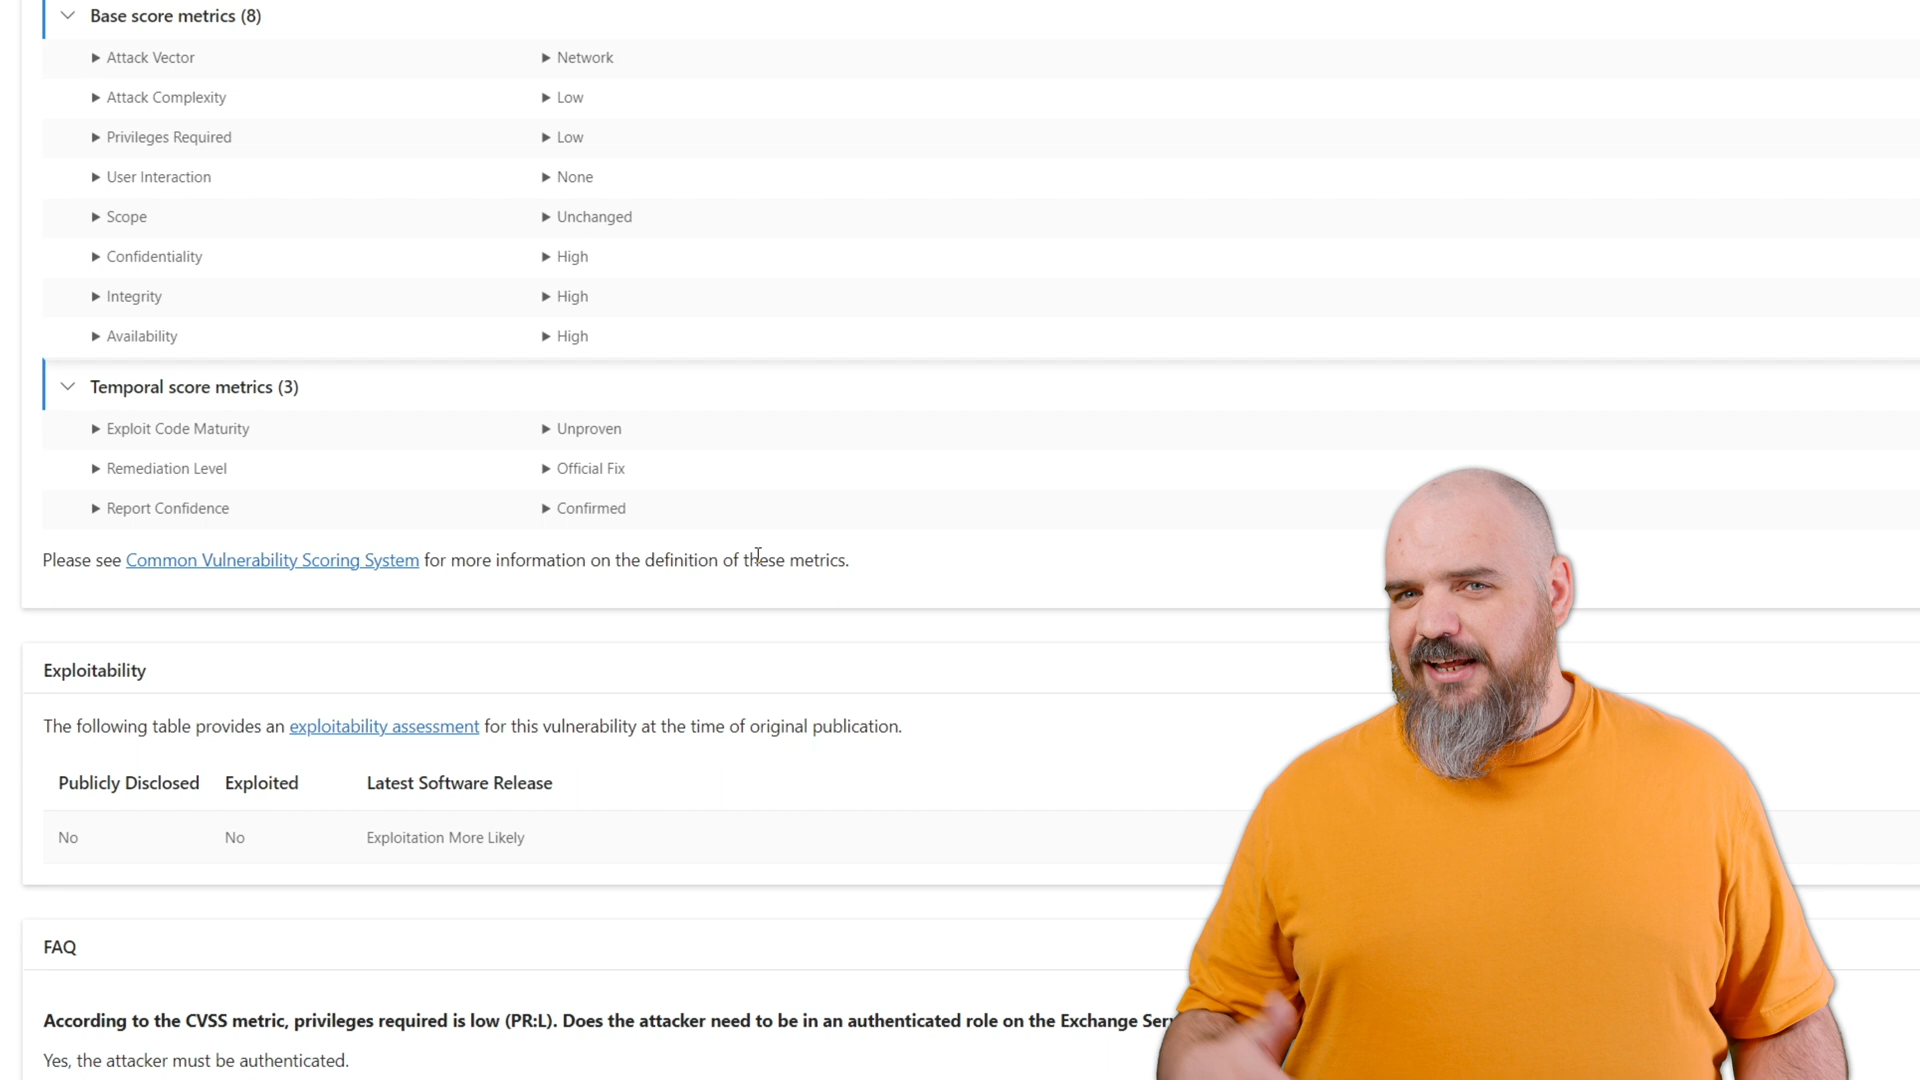 Base score metrics (8)
Attack Vector Network
Attack Complexity Low
Privileges Required Low
User Interaction None
Scope Unchanged
Confidentiality High
Integrity High
Availability High
Temporal score metrics (3)
Exploit Code Maturity Unproven
Remediation Level Official Fix
Report Confidence Confirmed
Please see Common Vulnerability Scoring System for more information on the definition of these metrics.
Exploitability
The following table provides an exploitability assessment for this vulnerability at the time of original publication.
Publicly Disclosed Exploited Latest Software Release
No No Exploitation More Likely
FAQ
According to the CVSS metric, privileges required is low (PR:L). Does the attacker need to be in an authenticated role on the Exchange
Yes, the attacker must be authenticated.